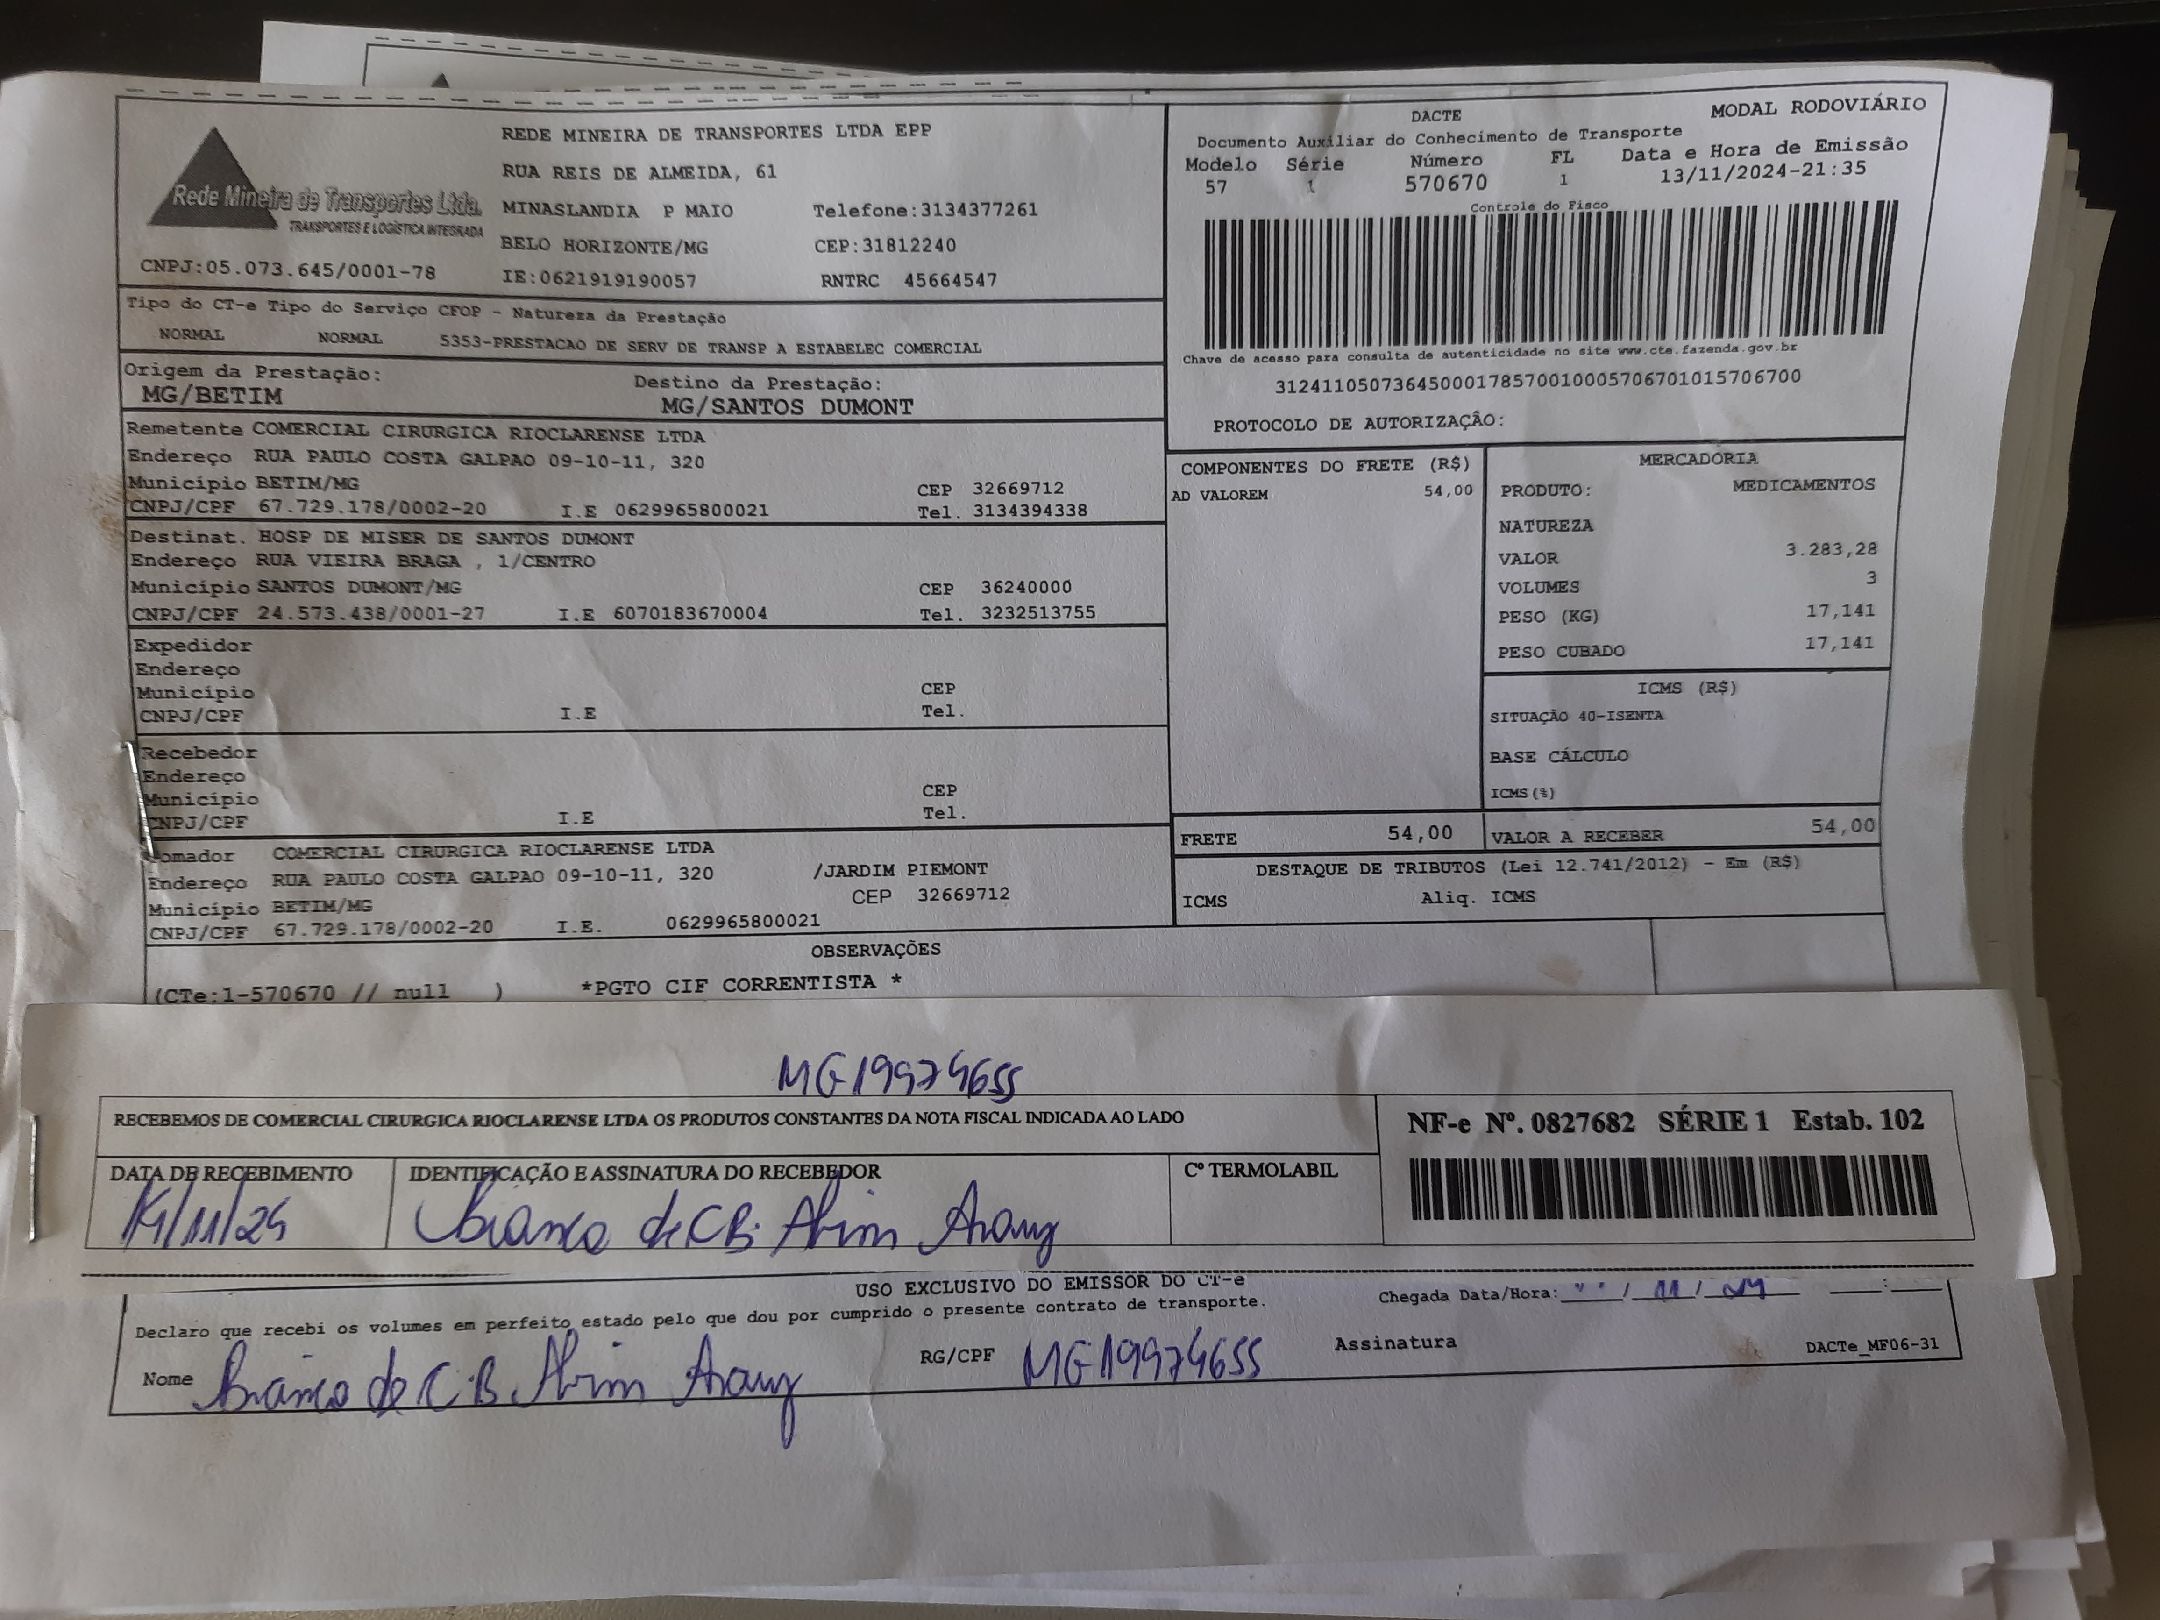 REDE MINEIRA DE TRANSPORTES LTDA EPP
RUA REIS DE ALMEIDA, 61
Rede Mineira de Transportes Ltda.
TRANSPORTES E LOGÍSTICA INTEGRADA
MINASLANDIA P MAIO Telefone:3134377261
BELO HORIZONTE/MG CEP:31812240
CNPJ:05.073.645/0001-78 IE:0621919190057 RNTRC 45664547
DACTE MODAL RODOVIÁRIO
Documento Auxiliar do Conhecimento de Transporte
Modelo Série Número FL Data e Hora de Emissão
57 1 570670 1 13/11/2024-21:35
Controle do Fisco
Chave de acesso para consulta de autenticidade no site www.cte.fazenda.gov.br
31241105073645000178570010005706701015706700
PROTOCOLO DE AUTORIZAÇÂO:
Tipo do CT-e Tipo do Serviço CFOP - Natureza da Prestação
NORMAL NORMAL 5353-PRESTACAO DE SERV DE TRANSP A ESTABELEC COMERCIAL
Origem da Prestação: Destino da Prestação:
MG/BETIM MG/SANTOS DUMONT
Remetente COMERCIAL CIRURGICA RIOCLARENSE LTDA
Endereço RUA PAULO COSTA GALPAO 09-10-11, 320
Município BETIM/MG CEP 32669712
CNPJ/CPF 67.729.178/0002-20 I.E 0629965800021 Tel. 3134394338
Destinat. HOSP DE MISER DE SANTOS DUMONT
Endereço RUA VIEIRA BRAGA , 1/CENTRO
Município SANTOS DUMONT/MG CEP 36240000
CNPJ/CPF 24.573.438/0001-27 I.E 6070183670004 Tel. 3232513755
Expedidor
Endereço
Município CEP
CNPJ/CPF I.E Tel.
Recebedor
Endereço
Município CEP
CNPJ/CPF I.E Tel.
Tomador COMERCIAL CIRURGICA RIOCLARENSE LTDA
Endereço RUA PAULO COSTA GALPAO 09-10-11, 320 /JARDIM PIEMONT
Município BETIM/MG CEP 32669712
CNPJ/CPF 67.729.178/0002-20 I.E. 0629965800021
COMPONENTES DO FRETE (R$)
AD VALOREM 54,00
MERCADORIA
PRODUTO: MEDICAMENTOS
NATUREZA
VALOR 3.283,28
VOLUMES 3
PESO (KG) 17,141
PESO CUBADO 17,141
ICMS (R$)
SITUAÇÃO 40-ISENTA
BASE CÁLCULO
ICMS(%)
FRETE 54,00 VALOR A RECEBER 54,00
DESTAQUE DE TRIBUTOS (Lei 12.741/2012) - Em (R$)
ICMS Aliq. ICMS
OBSERVAÇÕES
(CTe:1-570670 // null ) *PGTO CIF CORRENTISTA *
MG19974655
RECEBEMOS DE COMERCIAL CIRURGICA RIOCLARENSE LTDA OS PRODUTOS CONSTANTES DA NOTA FISCAL INDICADA AO LADO
NF-e Nº. 0827682 SÉRIE 1 Estab. 102
DATA DE RECEBIMENTO IDENTIFICAÇÃO E ASSINATURA DO RECEBEDOR Cº TERMOLABIL
14/11/24
USO EXCLUSIVO DO EMISSOR DO CT-e
Declaro que recebi os volumes em perfeito estado pelo que dou por cumprido o presente contrato de transporte. Chegada Data/Hora: / 11 / 24 :
Nome RG/CPF MG19974655 Assinatura DACTe_MF06-31